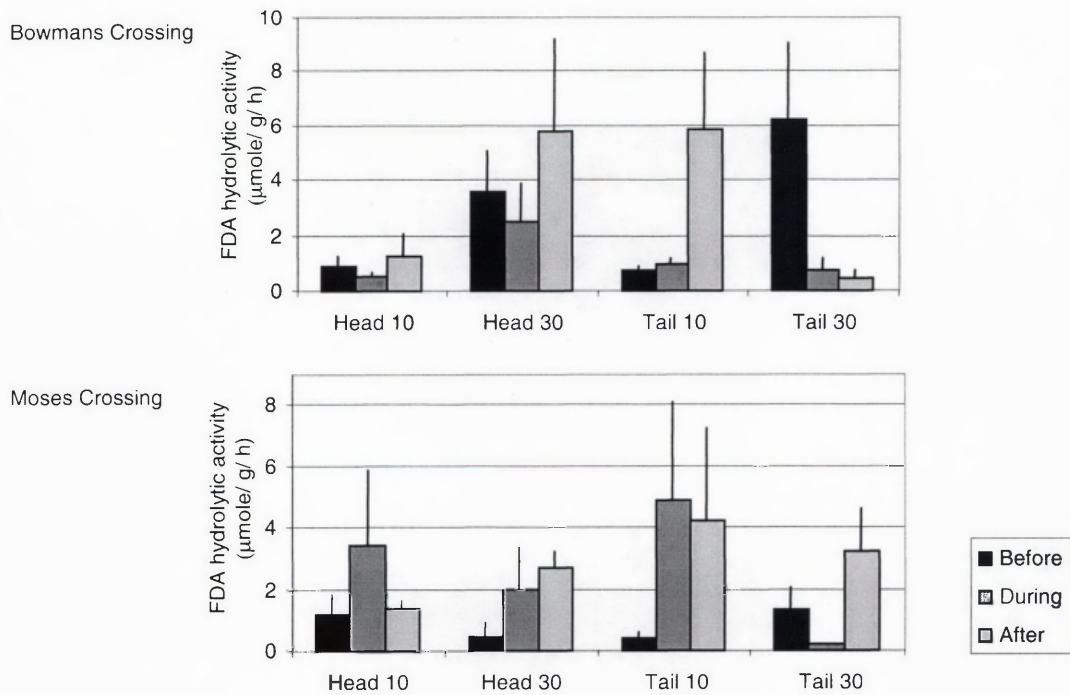 Bowmans Crossing
FDA hydrolytic activity
(µmole/ g/ h)
10
8
6
4
2
0
Head 10
Head 30
Tail 10
Tail 30
Moses Crossing
FDA hydrolytic activity
(µmole/ g/ h)
8
6
4
2
0
Head 10
Head 30
Tail 10
Tail 30
Before
During
After